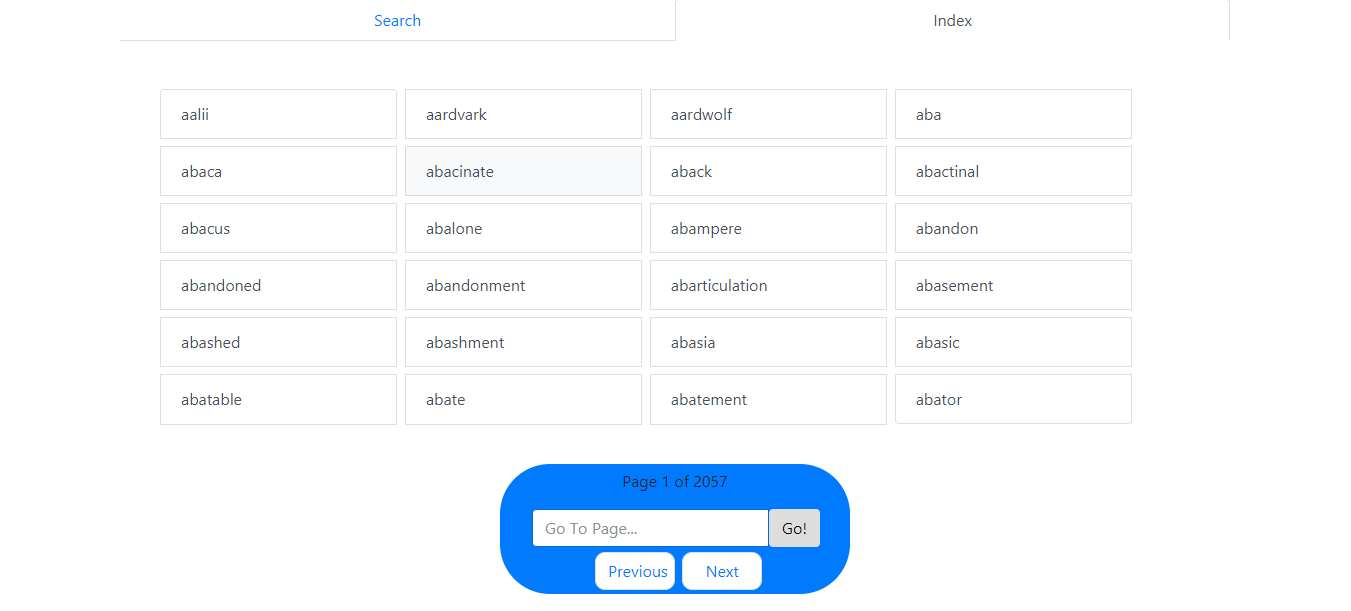 Search Index
aalii aardvark aardwolf aba
abaca abacinate aback abactinal
abacus abalone abampere abandon
abandoned abandonment abarticulation abasement
abashed abashment abasia abasic
abatable abate abatement abator
Page 1 of 2057
Go To Page... Go!
Previous Next